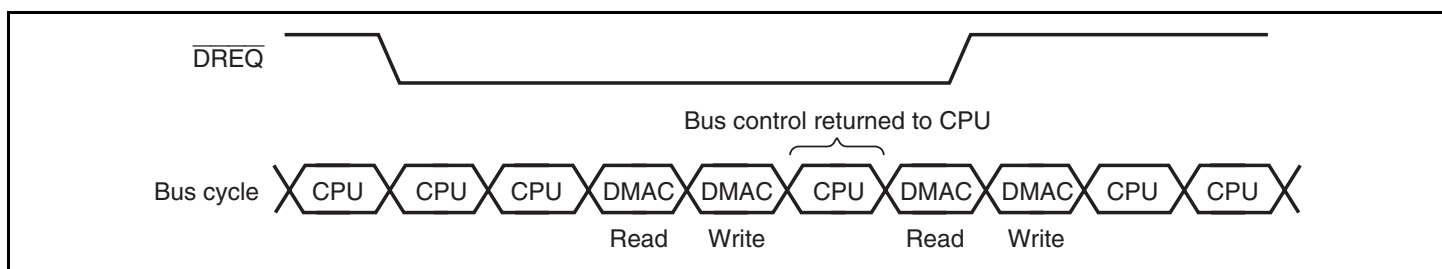 DREQ
Bus control returned to CPU
Bus cycle CPU CPU CPU DMAC DMAC CPU DMAC DMAC CPU CPU
Read Write Read Write